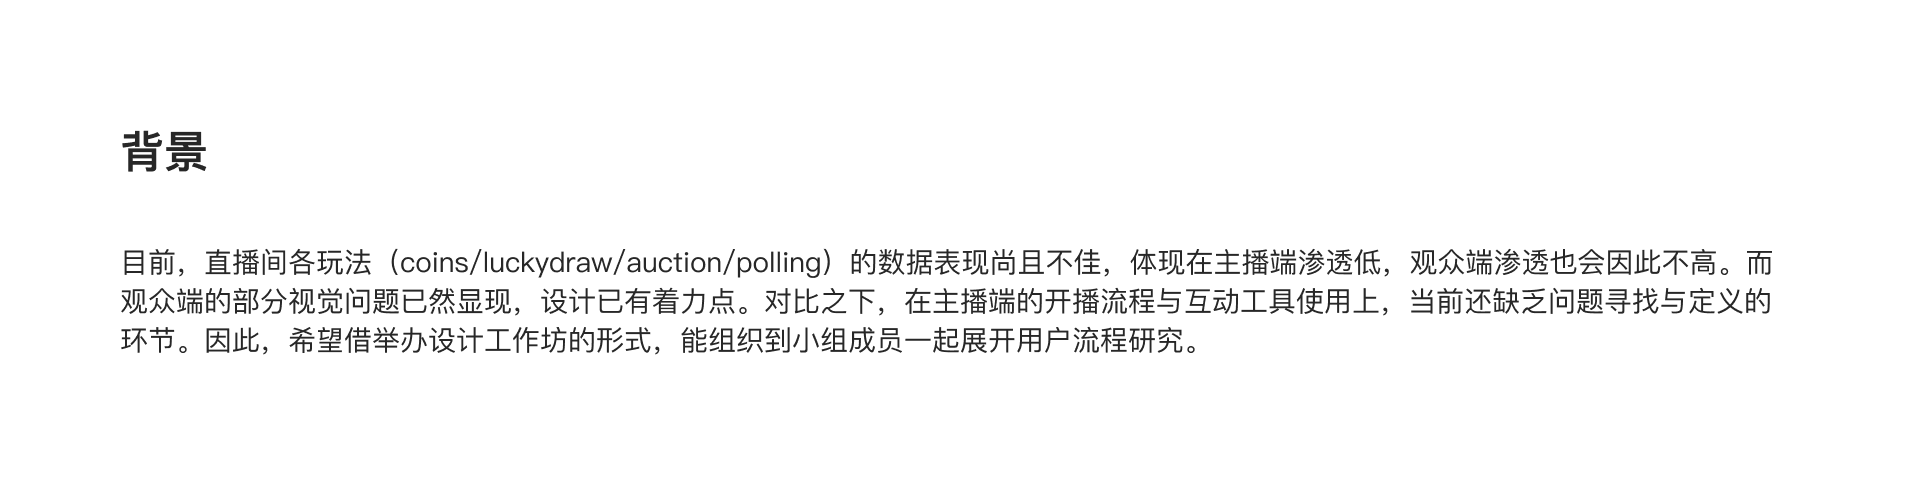 背景
目前，直播间各玩法（coins/luckydraw/auction/polling）的数据表现尚且不佳，体现在主播端渗透低，观众端渗透也会因此不高。而
观众端的部分视觉问题已然显现，设计已有着力点。对比之下，在主播端的开播流程与互动工具使用上，当前还缺乏问题寻找与定义的
环节。因此，希望借举办设计工作坊的形式，能组织到小组成员一起展开用户流程研究。